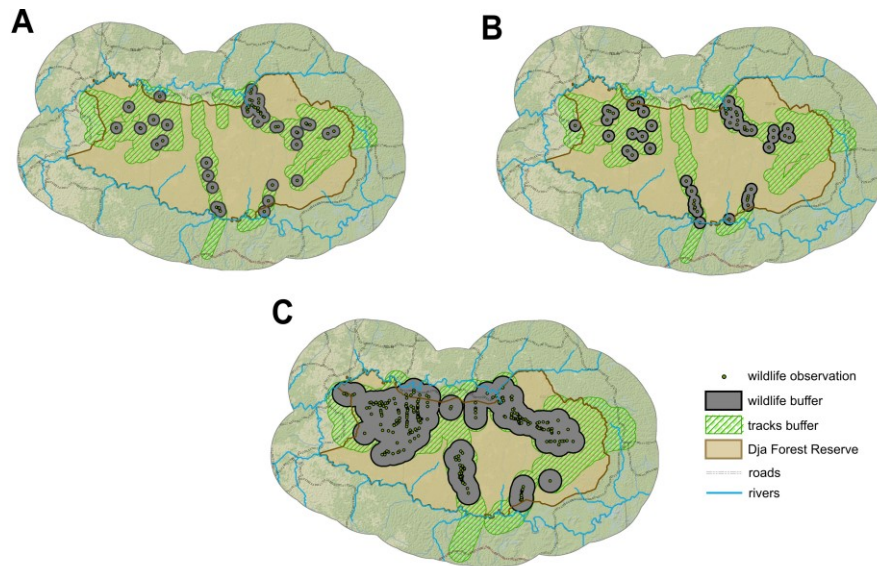 A
B
C
wildlife observation
wildlife buffer
tracks buffer
Dja Forest Reserve
roads
rivers